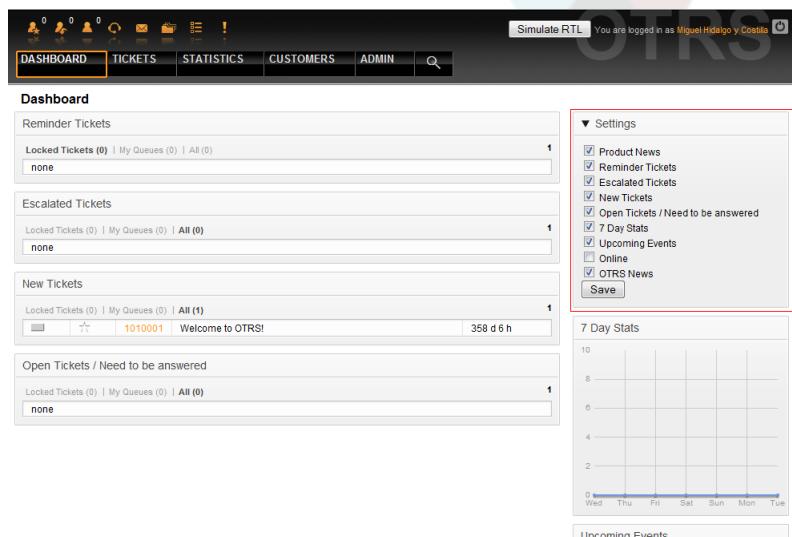 0 0 0
Simulate RTL You are logged in as Miguel Hidalgo y Costilla
OTRS
DASHBOARD TICKETS STATISTICS CUSTOMERS ADMIN
Dashboard
Reminder Tickets
Locked Tickets (0) | My Queues (0) | All (0) 1
none
Escalated Tickets
Locked Tickets (0) | My Queues (0) | All (0) 1
none
New Tickets
Locked Tickets (0) | My Queues (0) | All (1) 1
1010001 Welcome to OTRS! 358 d 6 h
Open Tickets / Need to be answered
Locked Tickets (0) | My Queues (0) | All (0) 1
none
▼ Settings
Product News
Reminder Tickets
Escalated Tickets
New Tickets
Open Tickets / Need to be answered
7 Day Stats
Upcoming Events
Online
OTRS News
Save
7 Day Stats
10
8
6
4
2
0
Wed Thu Fri Sat Sun Mon Tue
Upcoming Events